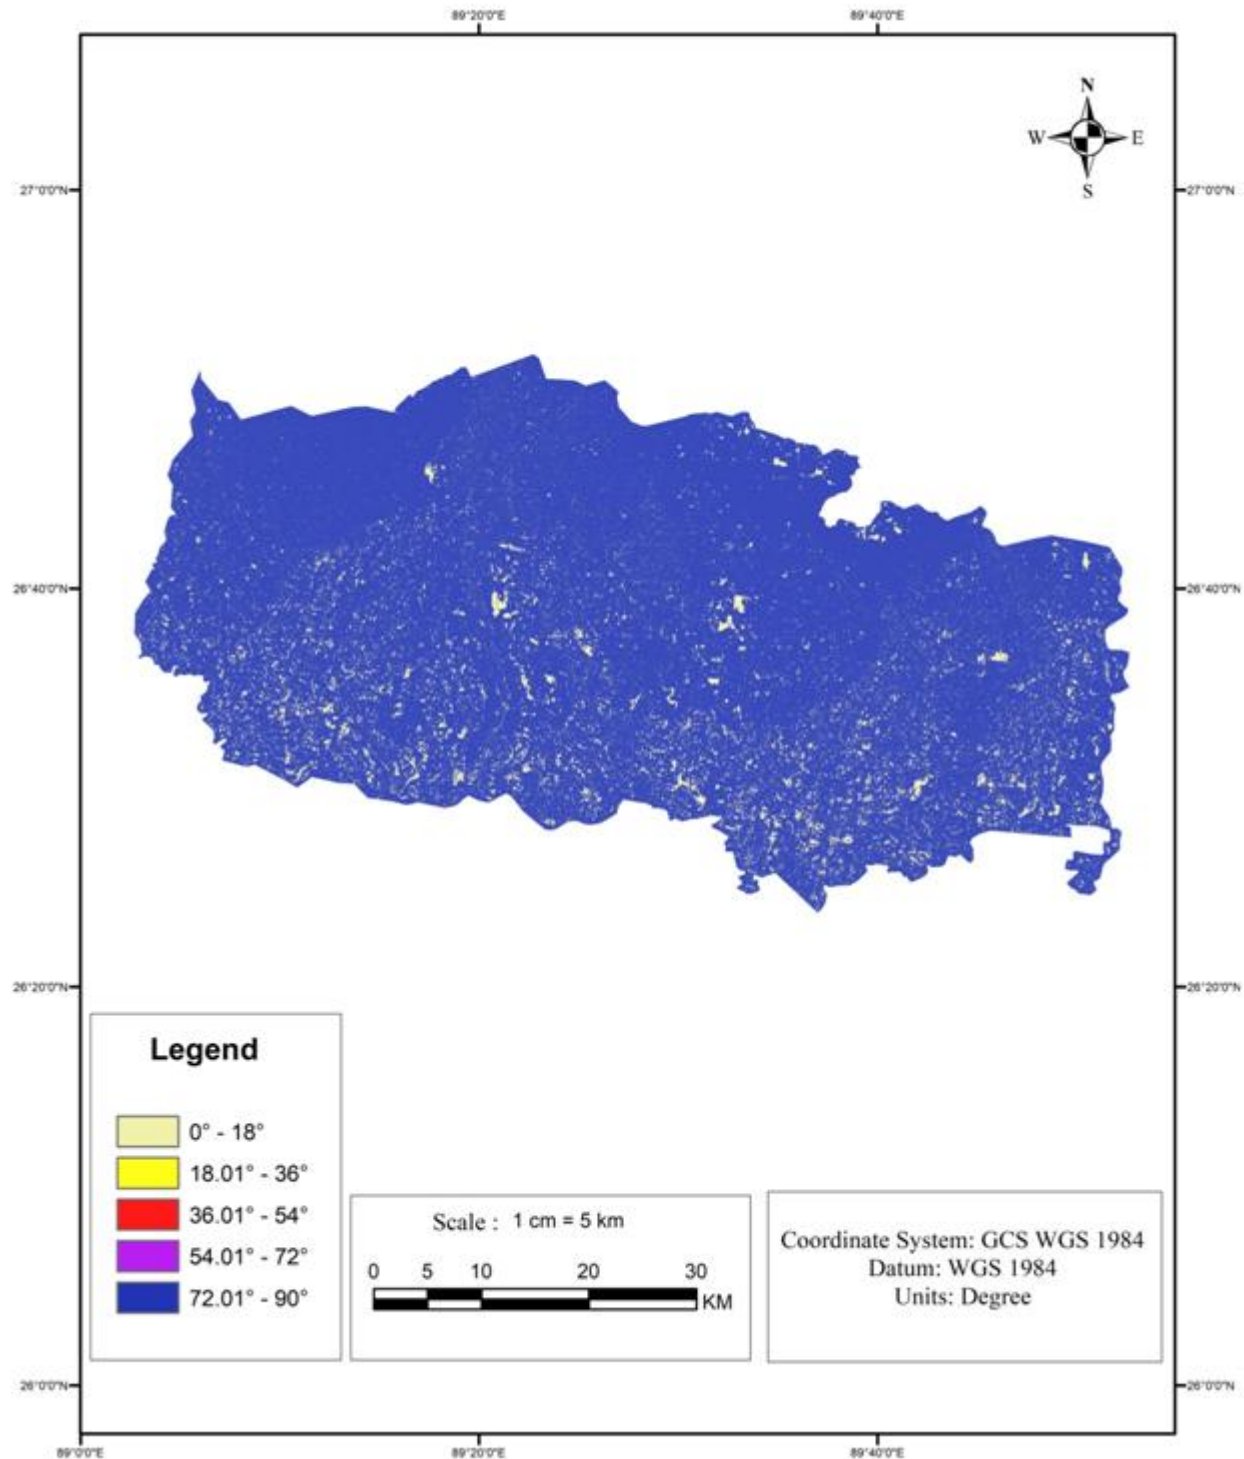 89°20'0"E 89°40'0"E
N
W E
S
27°0'0"N 27°0'0"N
26°40'0"N 26°40'0"N
26°20'0"N 26°20'0"N
Legend
0° - 18°
18.01° - 36°
36.01° - 54°
54.01° - 72°
72.01° - 90°
Scale : 1 cm = 5 km
0 5 10 20 30
KM
Coordinate System: GCS WGS 1984
Datum: WGS 1984
Units: Degree
26°0'0"N 26°0'0"N
89°0'0"E 89°20'0"E 89°40'0"E